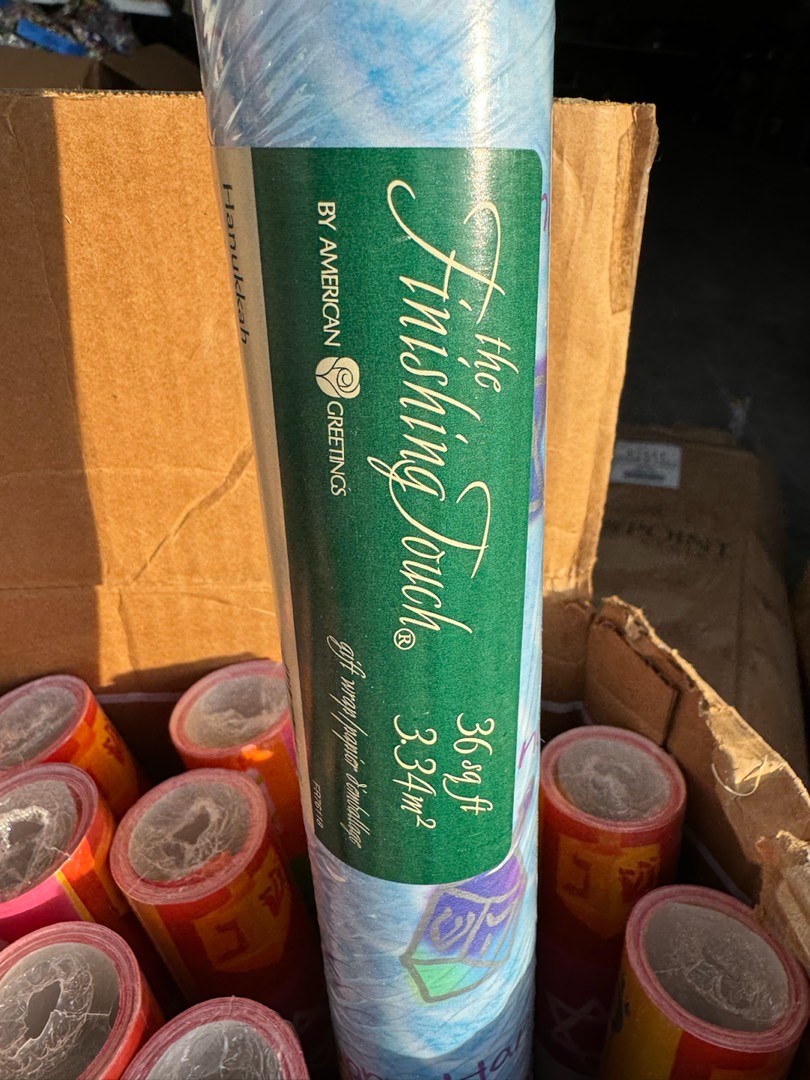 the
Finishing Touch®
BY AMERICAN GREETINGS
36 sq ft
3.34m²
gift wrap/papier d'emballage
Hanukkah